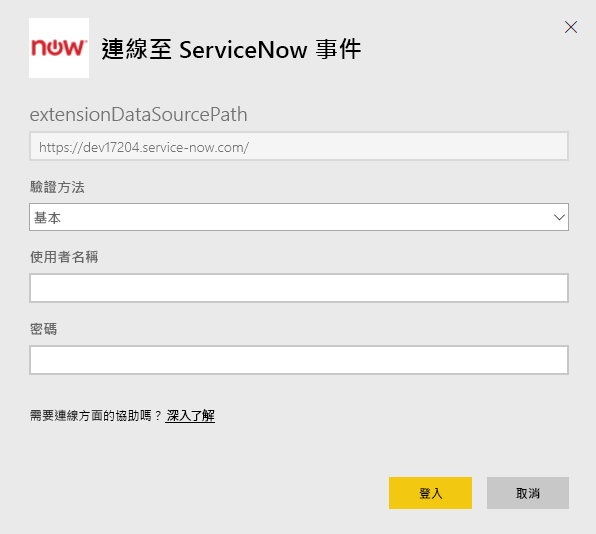 now
連線至 ServiceNow 事件
extensionDataSourcePath
https://dev17204.service-now.com/
驗證方法
基本
使用者名稱
密碼
需要連線方面的協助嗎？深入了解
登入 取消